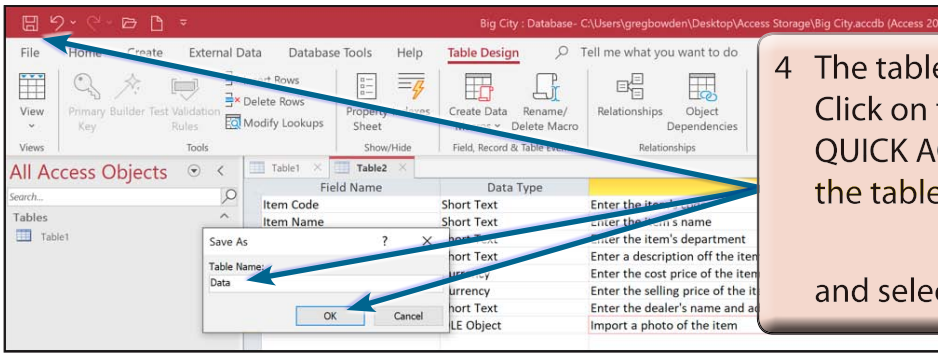 Big City : Database- C:\Users\gregbowden\Desktop\Access Storage\Big City.accdb (Access 20
File Home Create External Data Database Tools Help Table Design Tell me what you want to do
View
Primary Key
Builder
Test Validation Rules
Insert Rows
Delete Rows
Modify Lookups
Property Sheet
Indexes
Create Data Macros
Rename/ Delete Macro
Relationships
Object Dependencies
Views Tools Show/Hide Field, Record & Table Events Relationships
All Access Objects
Search...
Tables
Table1
Table1 Table2
Field Name Data Type
Item Code Short Text Enter the item's
Item Name Short Text Enter the item's name
Short Text Enter the item's department
Short Text Enter a description off the item
Currency Enter the cost price of the item
Currency Enter the selling price of the it
Short Text Enter the dealer's name and ad
OLE Object Import a photo of the item
Save As ? X
Table Name:
Data
OK Cancel
4 The table
Click on
QUICK A
the table
and selec